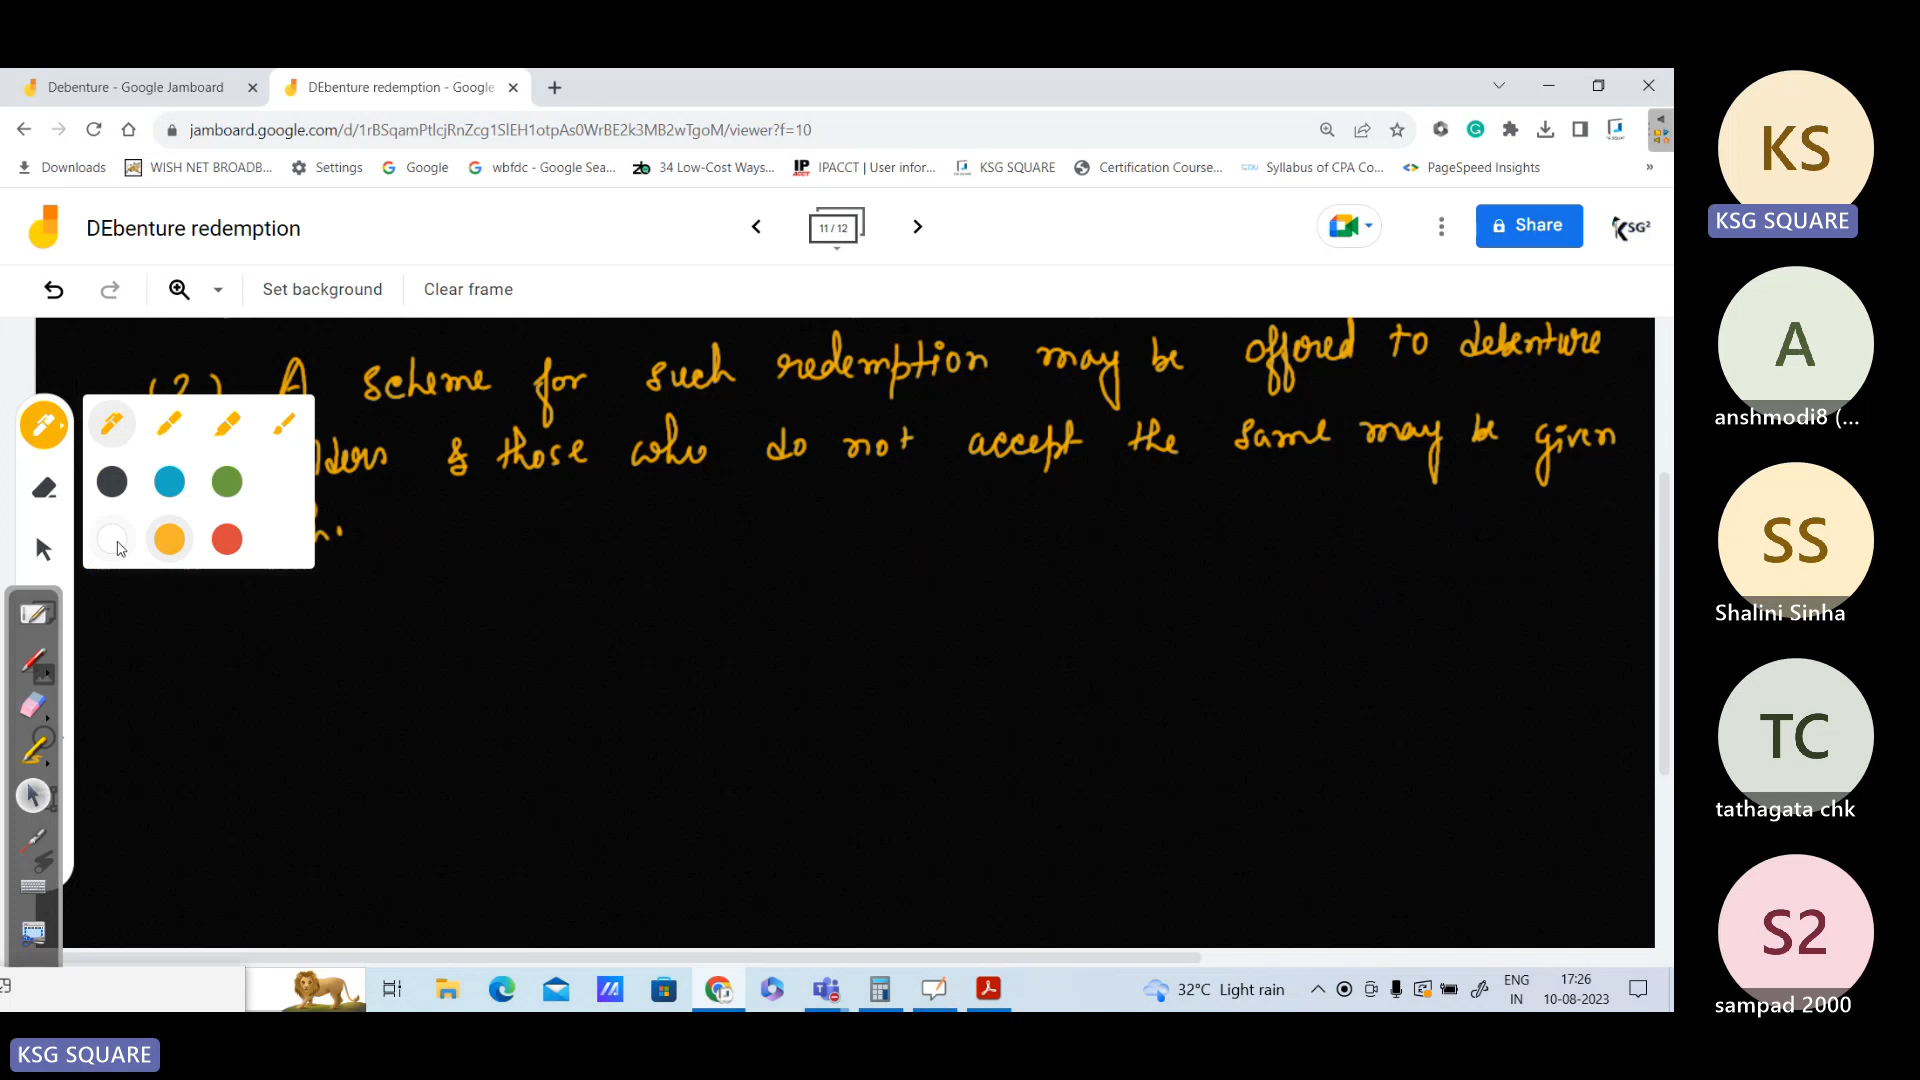 Debenture - Google Jamboard
DEbenture redemption - Google
jamboard.google.com/d/1rBSqamPtlcjRnZcg1SlEH1otpAs0WrBE2k3MB2wTgoM/viewer?f=10
Downloads WISH NET BROADB... Settings Google wbfdc - Google Sea... 34 Low-Cost Ways... IPACCT | User infor... KSG SQUARE Certification Course... Syllabus of CPA Co... PageSpeed Insights »
DEbenture redemption
11 / 12
Share
KSG²
Set background Clear frame
(2) A scheme for such redemption may be offered to debenture
ders & those who do not accept the same may be given
32°C Light rain
ENG
IN
17:26
10-08-2023
KS
KSG SQUARE
A
anshmodi8 (...
SS
Shalini Sinha
TC
tathagata chk
S2
sampad 2000
KSG SQUARE